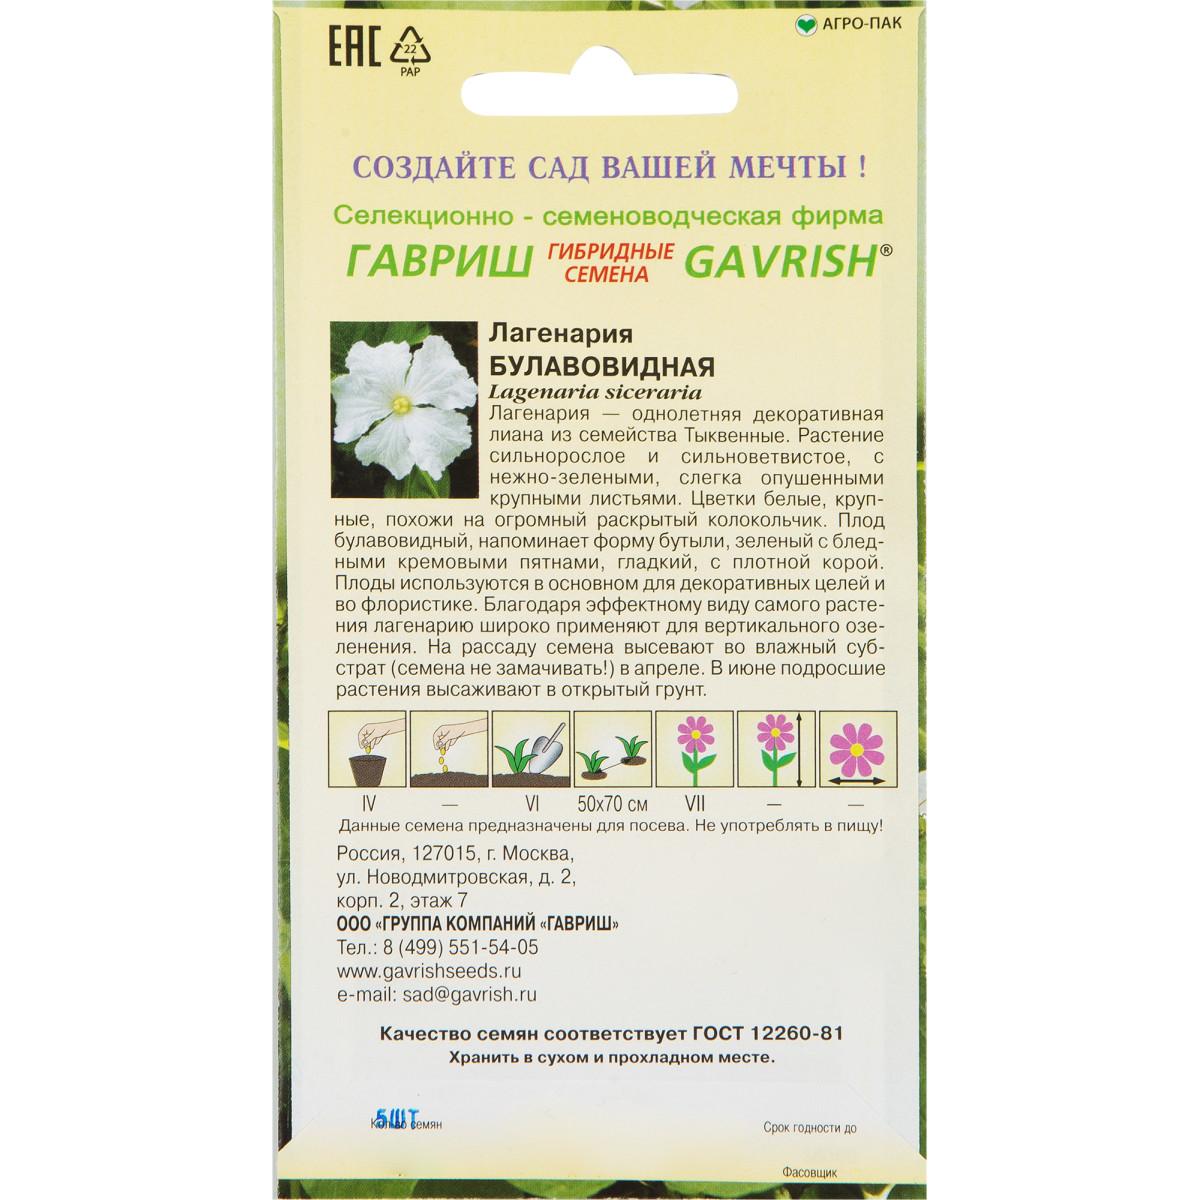 ЕАС
22
PAP
АГРО-ПАК
СОЗДАЙТЕ САД ВАШЕЙ МЕЧТЫ !
Селекционно - семеноводческая фирма
ГАВРИШ ГИБРИДНЫЕ СЕМЕНА GAVRISH®
Лагенария
БУЛАВОВИДНАЯ
Lagenaria siceraria
Лагенария — однолетняя декоративная
лиана из семейства Тыквенные. Растение
сильнорослое и сильноветвистое, с
нежно-зелеными, слегка опушенными
крупными листьями. Цветки белые, круп-
ные, похожи на огромный раскрытый колокольчик. Плод
булавовидный, напоминает форму бутыли, зеленый с блед-
ными кремовыми пятнами, гладкий, с плотной корой.
Плоды используются в основном для декоративных целей и
во флористике. Благодаря эффектному виду самого расте-
ния лагенарию широко применяют для вертикального озе-
ленения. На рассаду семена высевают во влажный суб-
страт (семена не замачивать!) в апреле. В июне подросшие
растения высаживают в открытый грунт.
IV — VI 50x70 см VII — —
Данные семена предназначены для посева. Не употреблять в пищу!
Россия, 127015, г. Москва,
ул. Новодмитровская, д. 2,
корп. 2, этаж 7
ООО «ГРУППА КОМПАНИЙ «ГАВРИШ»
Тел.: 8 (499) 551-54-05
www.gavrishseeds.ru
e-mail: sad@gavrish.ru
Качество семян соответствует ГОСТ 12260-81
Хранить в сухом и прохладном месте.
5ШТ
Кол-во семян
Срок годности до
Фасовщик